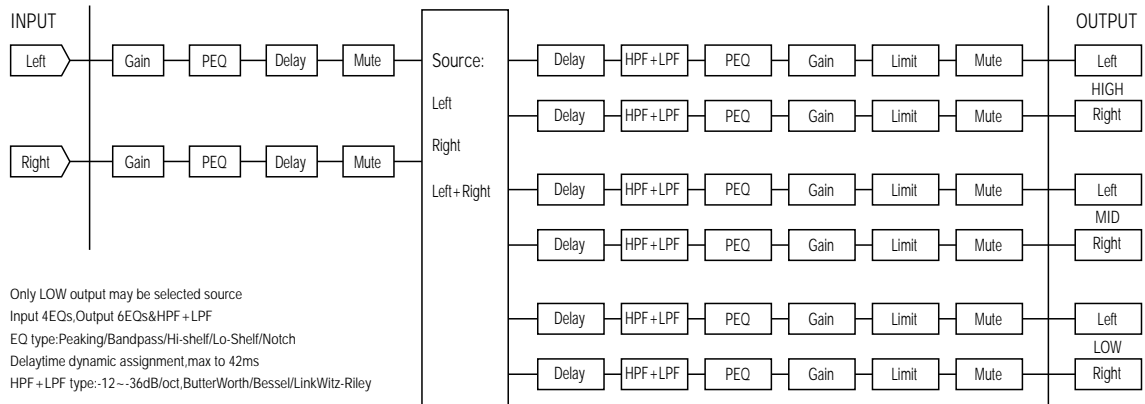 INPUT
OUTPUT
Left Gain PEQ Delay Mute Source: Delay HPF+LPF PEQ Gain Limit Mute Left
HIGH
Left Delay HPF+LPF PEQ Gain Limit Mute Right
Right Gain PEQ Delay Mute Right
Left+Right Delay HPF+LPF PEQ Gain Limit Mute Left
MID
Delay HPF+LPF PEQ Gain Limit Mute Right
Only LOW output may be selected source
Input 4EQs,Output 6EQs&HPF+LPF
Delay HPF+LPF PEQ Gain Limit Mute Left
EQ type:Peaking/Bandpass/Hi-shelf/Lo-Shelf/Notch
LOW
Delaytime dynamic assignment,max to 42ms
Delay HPF+LPF PEQ Gain Limit Mute Right
HPF+LPF type:-12~-36dB/oct,ButterWorth/Bessel/LinkWitz-Riley